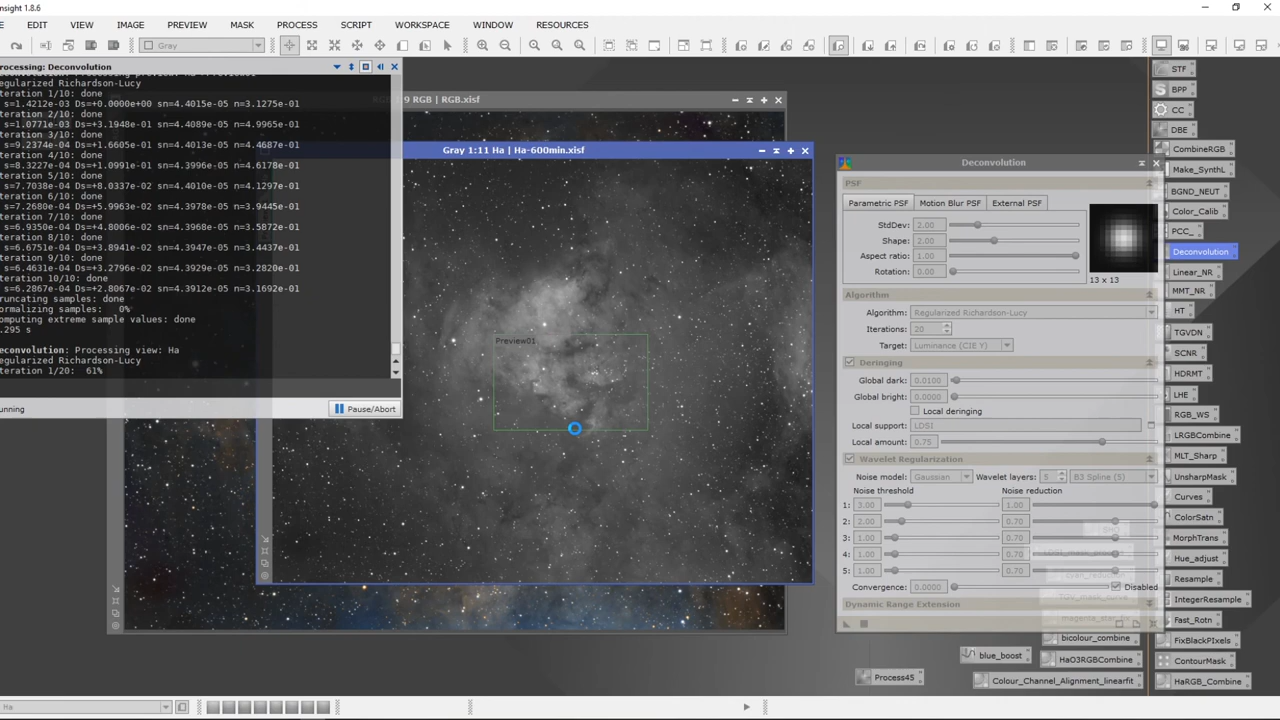 nsight 1.8.6
E EDIT VIEW IMAGE PREVIEW MASK PROCESS SCRIPT WORKSPACE WINDOW RESOURCES
Gray
rocessing: Deconvolution
egularized Richardson-Lucy
teration 1/10: done
s=1.4212e-03 Ds=+0.0000e+00 sn=4.4015e-05 n=3.1275e-01
teration 2/10: done
s=1.0771e-03 Ds=+3.1948e-01 sn=4.4089e-05 n=4.9965e-01
teration 3/10: done
s=9.2374e-04 Ds=+1.6605e-01 sn=4.4013e-05 n=4.4687e-01
teration 4/10: done
s=8.3227e-04 Ds=+1.0991e-01 sn=4.3996e-05 n=4.6178e-01
teration 5/10: done
s=7.7038e-04 Ds=+8.0337e-02 sn=4.4010e-05 n=4.1297e-01
teration 6/10: done
s=7.2680e-04 Ds=+5.9963e-02 sn=4.3972e-05 n=3.9445e-01
teration 7/10: done
s=6.9350e-04 Ds=+4.8006e-02 sn=4.3968e-05 n=3.5872e-01
teration 8/10: done
s=6.6751e-04 Ds=+3.8941e-02 sn=4.3947e-05 n=3.4437e-01
teration 9/10: done
s=6.4631e-04 Ds=+3.2796e-02 sn=4.3929e-05 n=3.2820e-01
teration 10/10: done
s=6.2867e-04 Ds=+2.8067e-02 sn=4.3912e-05 n=3.1692e-01
runcating samples: done
ormalizing samples: 0%
omputing extreme sample values: done
.295 s
econvolution: Processing view: Ha
egularized Richardson-Lucy
teration 1/20: 61%
unning
Pause/Abort
RGB | RGB.xisf
Gray 1:11 Ha | Ha-600min.xisf
Preview01
Deconvolution
PSF
Parametric PSF Motion Blur PSF External PSF
StdDev: 2.00
Shape: 2.00
Aspect ratio: 1.00
Rotation: 0.00
13 x 13
Algorithm
Algorithm: Regularized Richardson-Lucy
Iterations: 20
Target: Luminance (CIE Y)
Deringing
Global dark: 0.0100
Global bright: 0.0000
Local deringing
Local support: LDSI
Local amount: 0.75
Wavelet Regularization
Noise model: Gaussian Wavelet layers: 5 B3 Spline (5)
Noise threshold Noise reduction
1: 3.00 1.00
2: 2.00 0.70
3: 1.00 0.70
4: 1.00 0.70
5: 1.00 0.70
Convergence: 0.0000 Disabled
Dynamic Range Extension
STF
BPP
CC
DBE
CombineRGB
Make_SynthL
BGND_NEUT
Color_Calib
PCC_
Deconvolution
Linear_NR
MMT_NR
HT
TGVDN
SCNR
HDRMT
LHE
RGB_WS
LRGBCombine
MLT_Sharp
UnsharpMask
Curves
ColorSatn
MorphTrans
Hue_adjust
Resample
IntegerResample
Fast_Rotn
FixBlackPIxels
ContourMask
HaRGB_Combine
bicolour_combine
blue_boost
HaO3RGBCombine
Process45
Colour_Channel_Alignment_linearfit
Ha